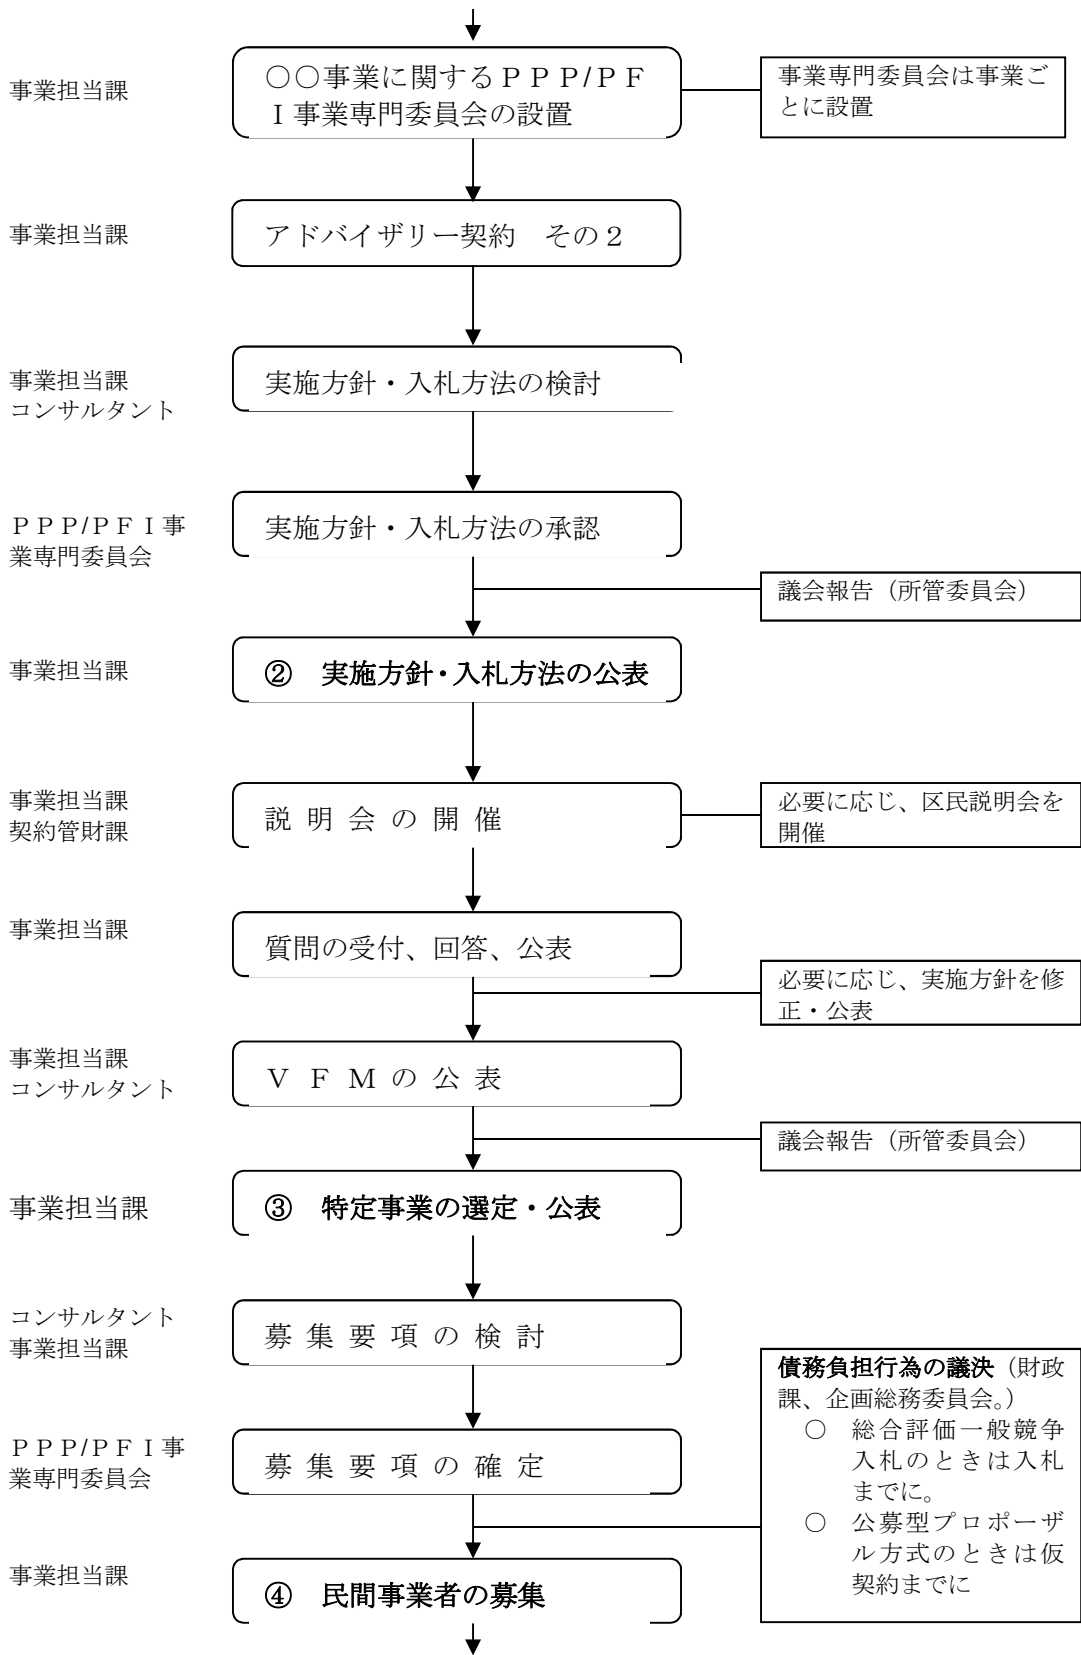 事業担当課
○○事業に関するＰＰＰ/ＰＦ
Ｉ事業専門委員会の設置
事業専門委員会は事業ご
とに設置
事業担当課
アドバイザリー契約　その２
事業担当課
コンサルタント
実施方針・入札方法の検討
ＰＰＰ/ＰＦＩ事
業専門委員会
実施方針・入札方法の承認
議会報告（所管委員会）
事業担当課
②　実施方針・入札方法の公表
事業担当課
契約管財課
説 明 会 の 開 催
必要に応じ、区民説明会を
開催
事業担当課
質問の受付、回答、公表
必要に応じ、実施方針を修
正・公表
事業担当課
コンサルタント
Ｖ Ｆ Ｍ の 公 表
議会報告（所管委員会）
事業担当課
③　特定事業の選定・公表
コンサルタント
事業担当課
募 集 要 項 の 検 討
ＰＰＰ/ＰＦＩ事
業専門委員会
募 集 要 項 の 確 定
債務負担行為の議決（財政
課、企画総務委員会。）
○　総合評価一般競争
入札のときは入札
までに。
○　公募型プロポーザ
ル方式のときは仮
契約までに
事業担当課
④　民間事業者の募集